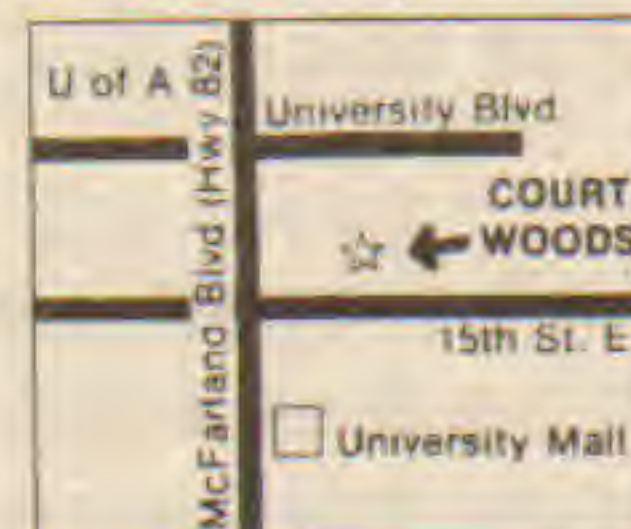 U of A
McFarland Blvd (Hwy 82)
University Blvd
COURT
WOODS
15th St. E
University Mall